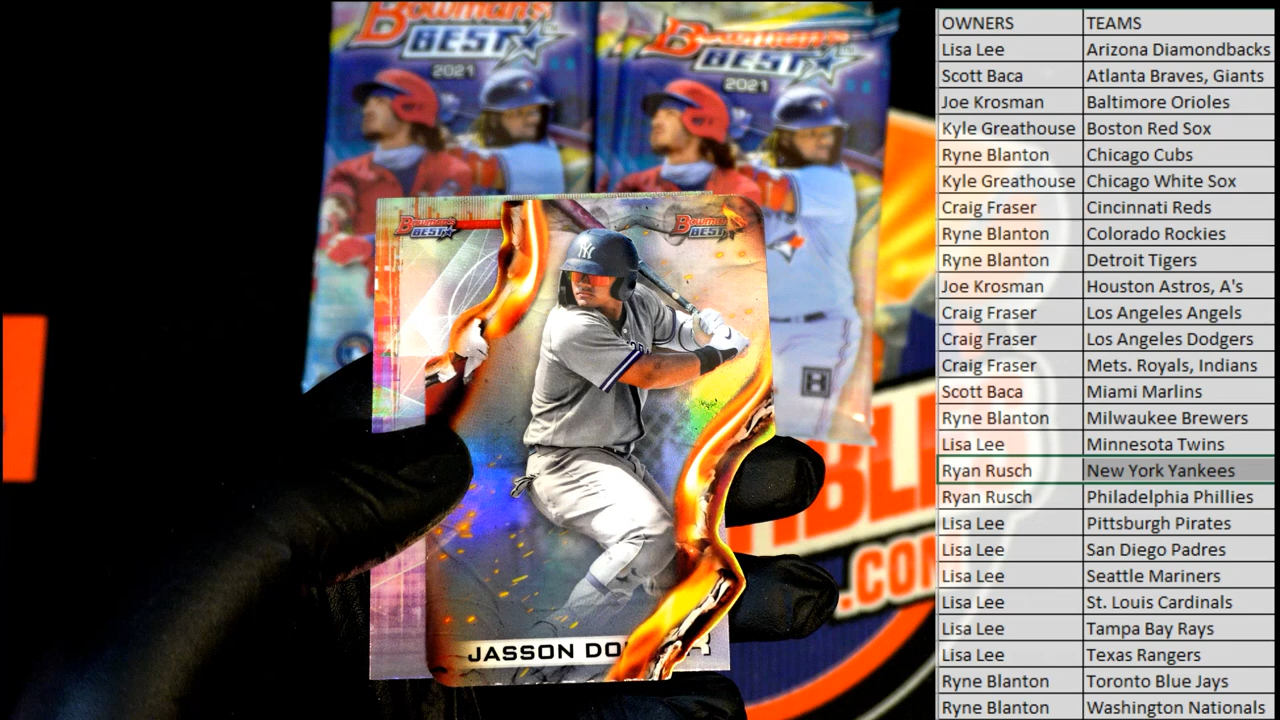 Bowman's
BEST
2021
Bowman's
BEST
2021
Bowman's
BEST
Bowman's
BEST
NY
JASSON DO
.COM
OWNERS TEAMS
Lisa Lee Arizona Diamondbacks
Scott Baca Atlanta Braves, Giants
Joe Krosman Baltimore Orioles
Kyle Greathouse Boston Red Sox
Ryne Blanton Chicago Cubs
Kyle Greathouse Chicago White Sox
Craig Fraser Cincinnati Reds
Ryne Blanton Colorado Rockies
Ryne Blanton Detroit Tigers
Joe Krosman Houston Astros, A's
Craig Fraser Los Angeles Angels
Craig Fraser Los Angeles Dodgers
Craig Fraser Mets. Royals, Indians
Scott Baca Miami Marlins
Ryne Blanton Milwaukee Brewers
Lisa Lee Minnesota Twins
Ryan Rusch New York Yankees
Ryan Rusch Philadelphia Phillies
Lisa Lee Pittsburgh Pirates
Lisa Lee San Diego Padres
Lisa Lee Seattle Mariners
Lisa Lee St. Louis Cardinals
Lisa Lee Tampa Bay Rays
Lisa Lee Texas Rangers
Ryne Blanton Toronto Blue Jays
Ryne Blanton Washington Nationals